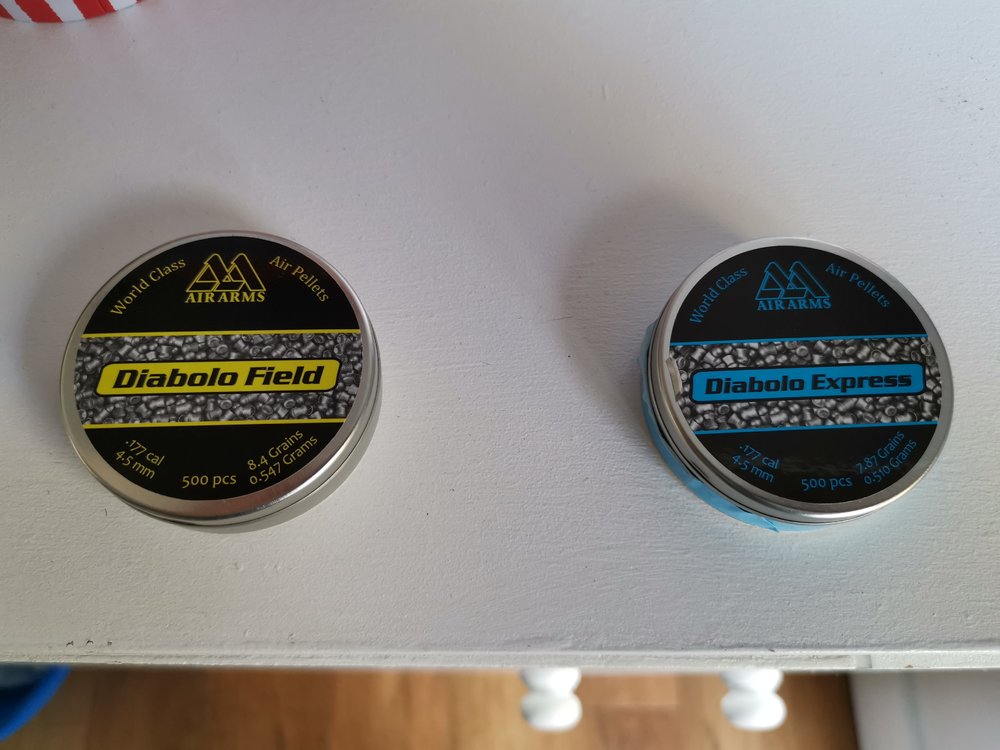 World Class
AIR ARMS
Air Pellets
Diabolo Field
.177 cal
4.5 mm
500 pcs
8.4 Grains
0.547 Grams
World Class
AIR ARMS
Air Pellets
Diabolo Express
.177 cal
4.5 mm
500 pcs
7.87 Grains
0.510 Grams